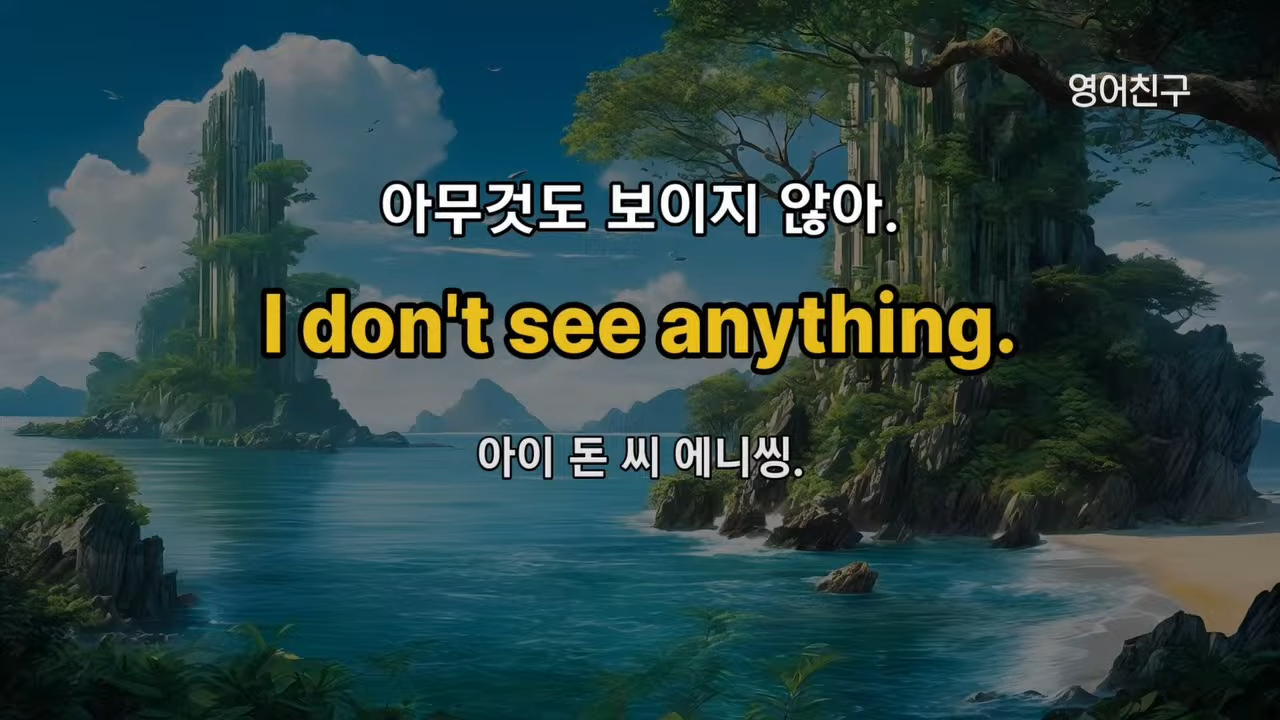 영어친구
아무것도 보이지 않아.
I don't see anything.
아이 돈 씨 에니씽.